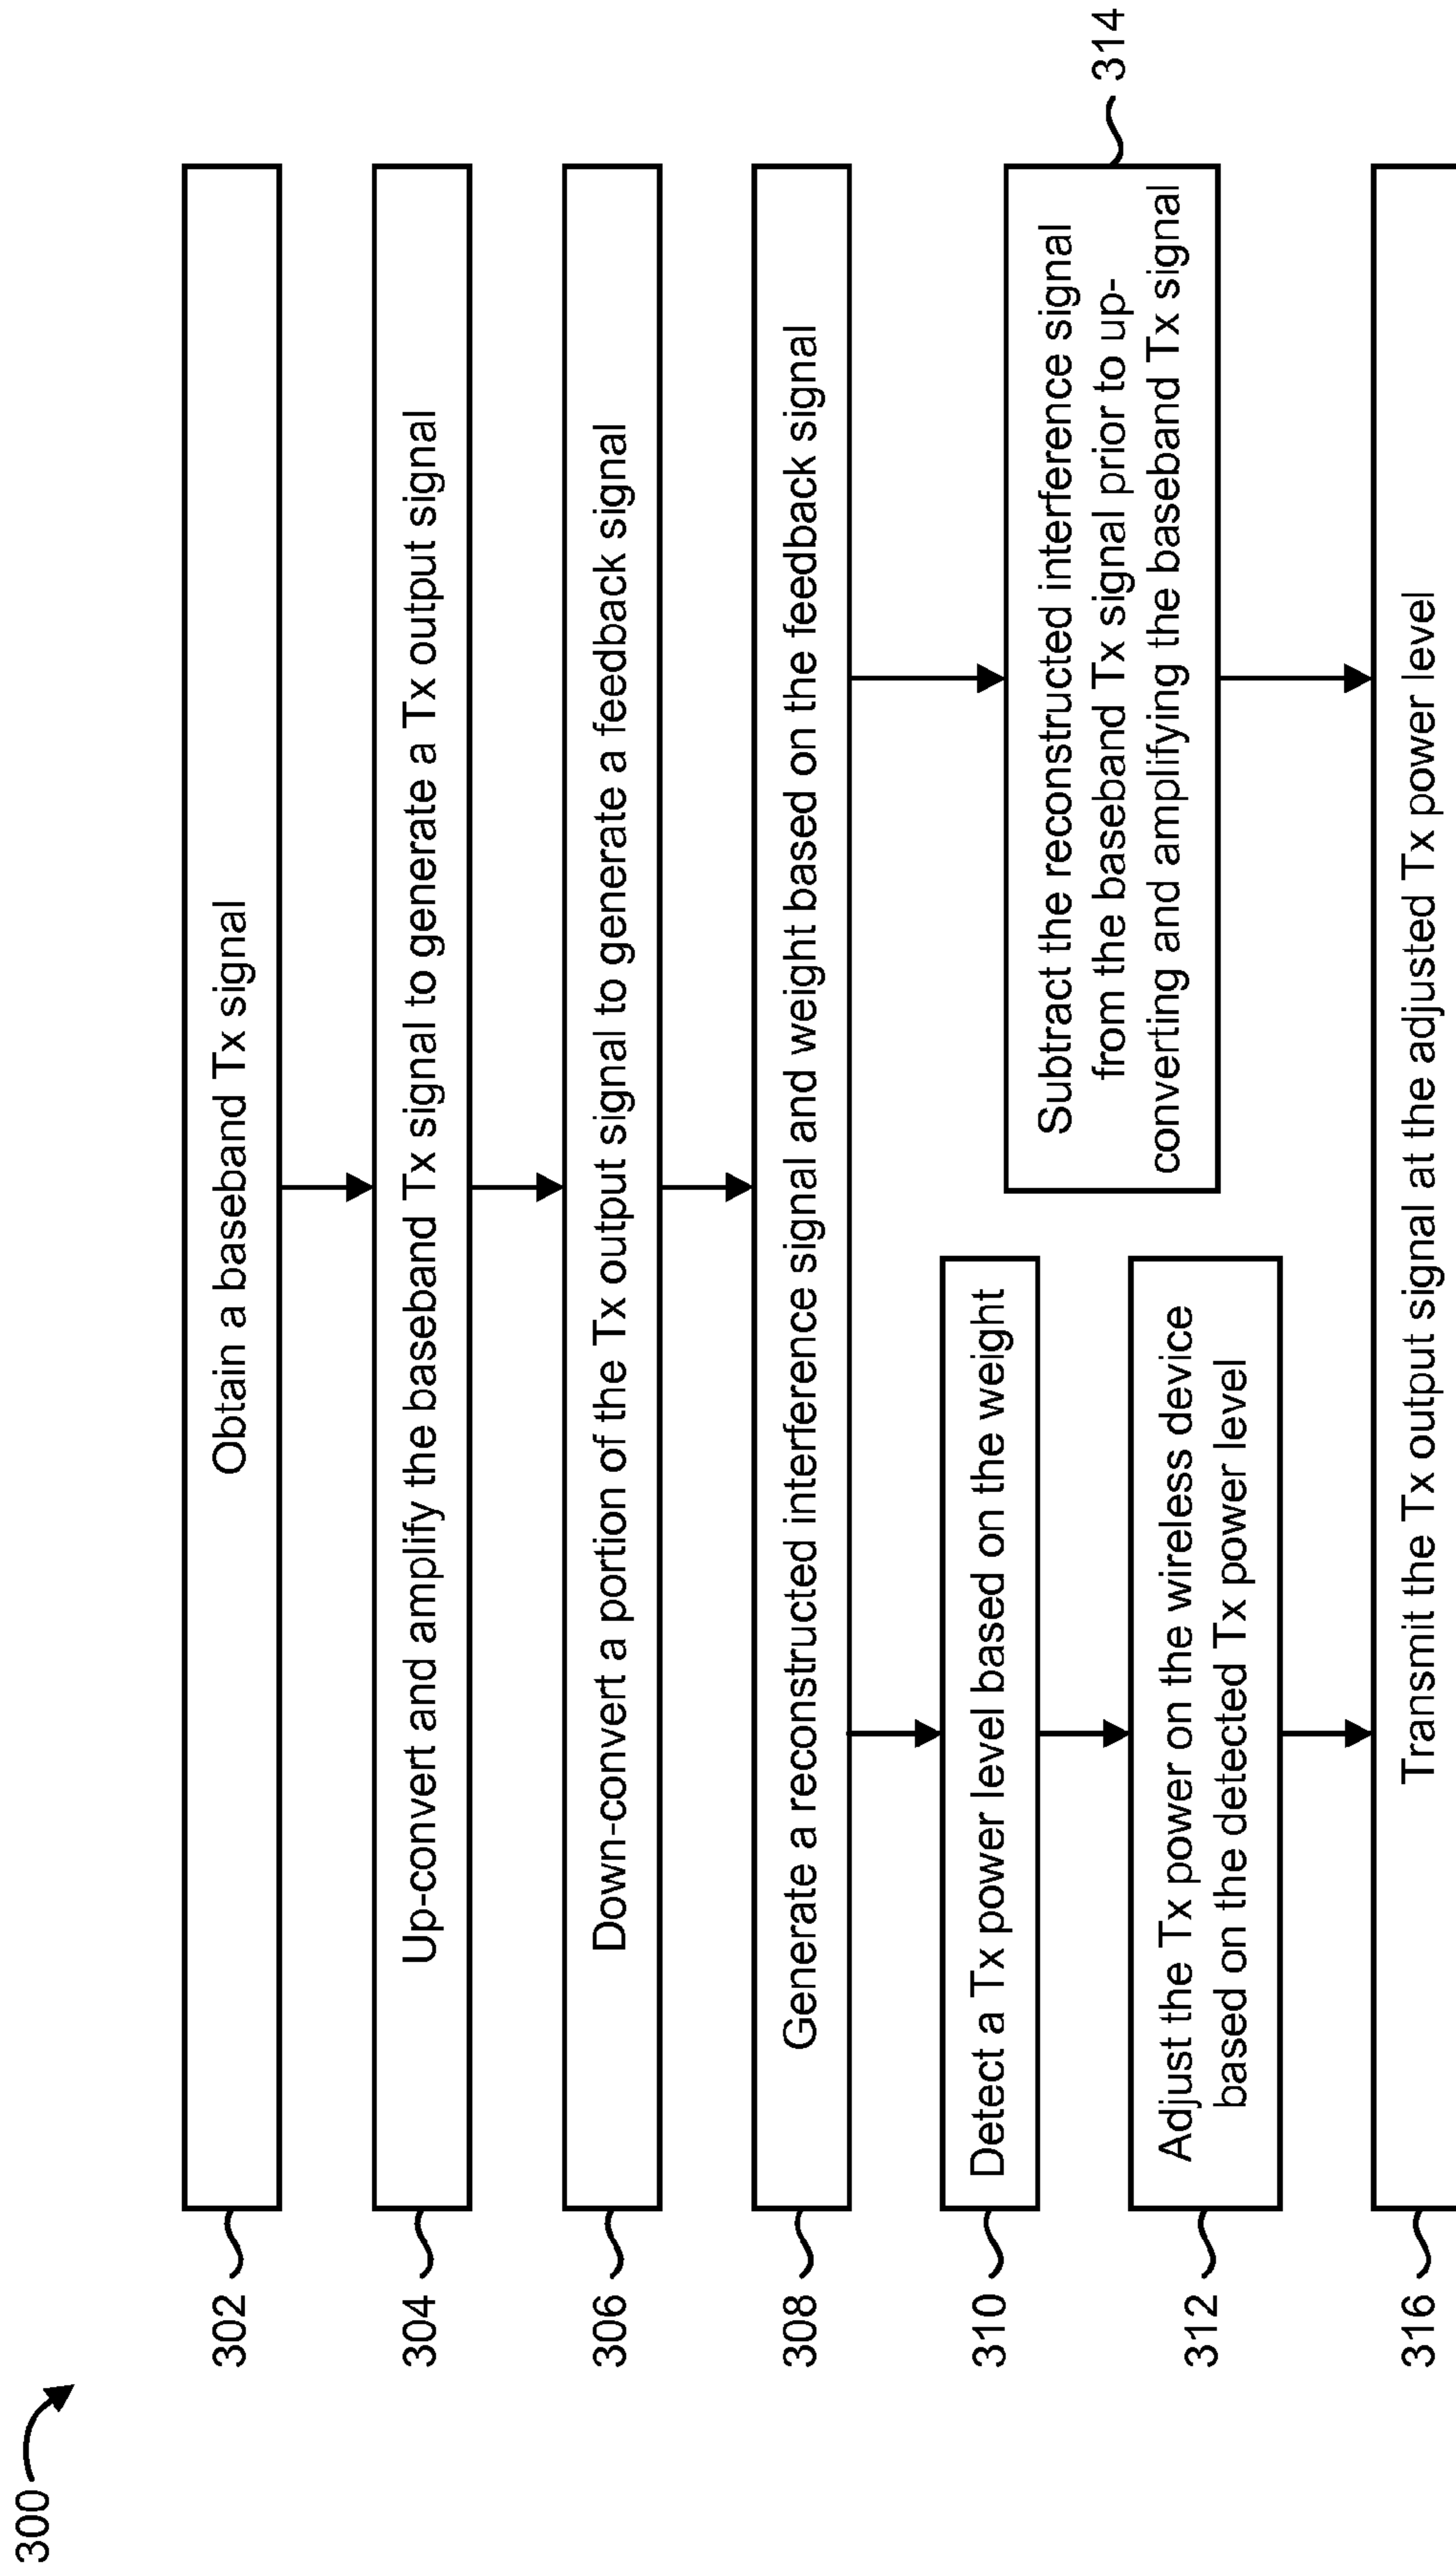 300
302
Obtain a baseband Tx signal
304
Up-convert and amplify the baseband Tx signal to generate a Tx output signal
306
Down-convert a portion of the Tx output signal to generate a feedback signal
308
Generate a reconstructed interference signal and weight based on the feedback signal
310
Detect a Tx power level based on the weight
312
Adjust the Tx power on the wireless device
based on the detected Tx power level
Subtract the reconstructed interference signal
from the baseband Tx signal prior to up-
converting and amplifying the baseband Tx signal
314
316
Transmit the Tx output signal at the adjusted Tx power level